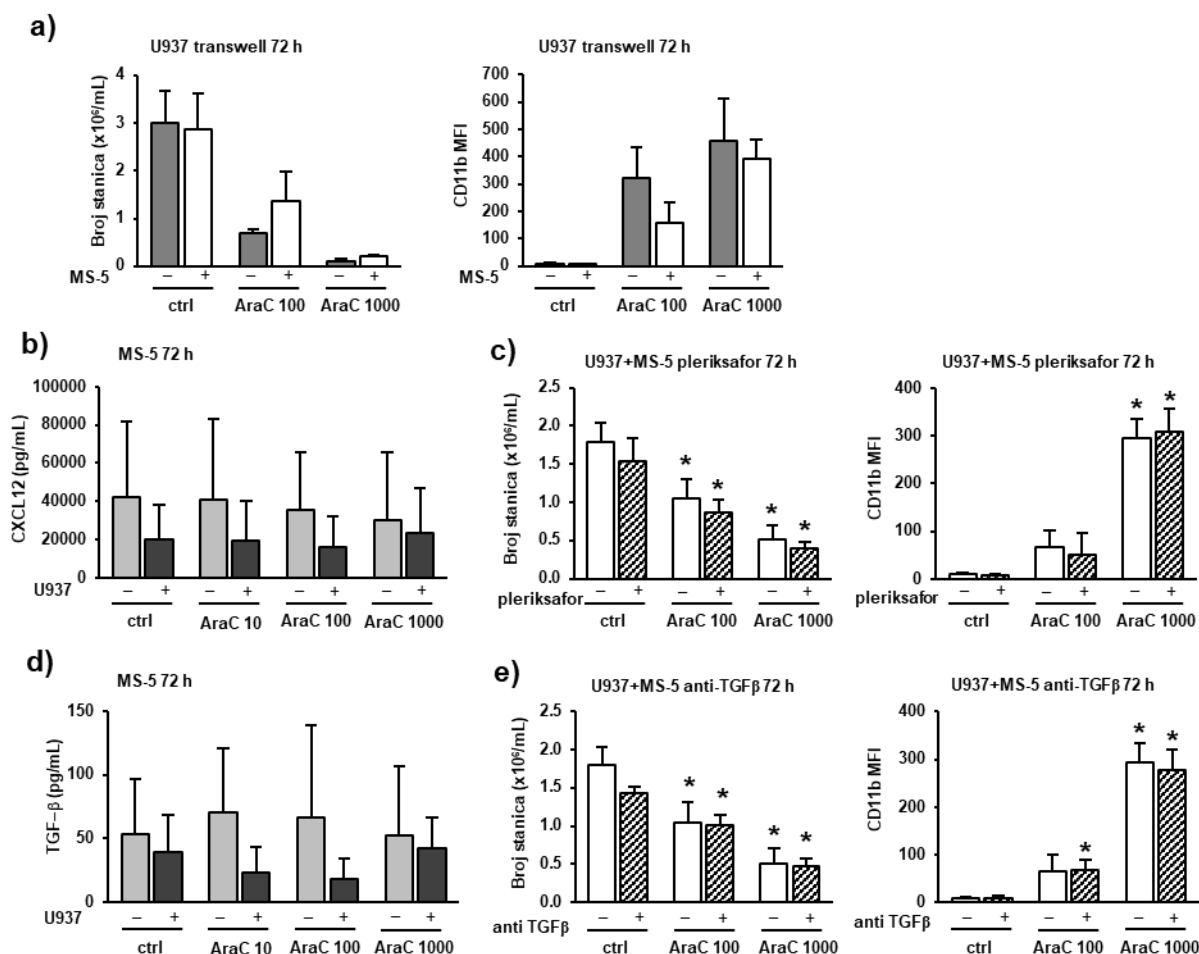 a)
U937 transwell 72 h
Broj stanica (x10⁶/mL)
4
3
2
1
0
MS-5
– + – + – +
ctrl AraC 100 AraC 1000
U937 transwell 72 h
CD11b MFI
700
600
500
400
300
200
100
0
MS-5
– + – + – +
ctrl AraC 100 AraC 1000
b)
MS-5 72 h
CXCL12 (pg/mL)
100000
80000
60000
40000
20000
0
U937
– + – + – + – +
ctrl AraC 10 AraC 100 AraC 1000
c)
U937+MS-5 pleriksafor 72 h
Broj stanica (x10⁶/mL)
2.5
2.0
1.5
1.0
0.5
0.0
* * * *
pleriksafor
– + – + – +
ctrl AraC 100 AraC 1000
U937+MS-5 pleriksafor 72 h
CD11b MFI
400
300
200
100
0
* *
pleriksafor
– + – + – +
ctrl AraC 100 AraC 1000
d)
MS-5 72 h
TGF–β (pg/mL)
150
100
50
0
U937
– + – + – + – +
ctrl AraC 10 AraC 100 AraC 1000
e)
U937+MS-5 anti-TGFβ 72 h
Broj stanica (x10⁶/mL)
2.5
2.0
1.5
1.0
0.5
0.0
* * * *
anti TGFβ
– + – + – +
ctrl AraC 100 AraC 1000
U937+MS-5 anti-TGFβ 72 h
CD11b MFI
400
300
200
100
0
* * *
anti TGFβ
– + – + – +
ctrl AraC 100 AraC 1000